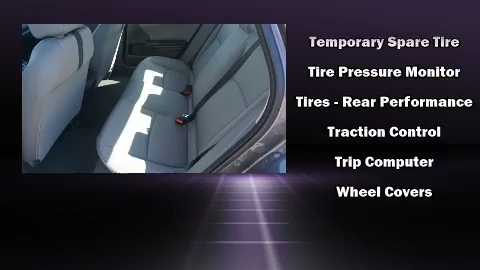 Temporary Spare Tire
Tire Pressure Monitor
Tires - Rear Performance
Traction Control
Trip Computer
Wheel Covers